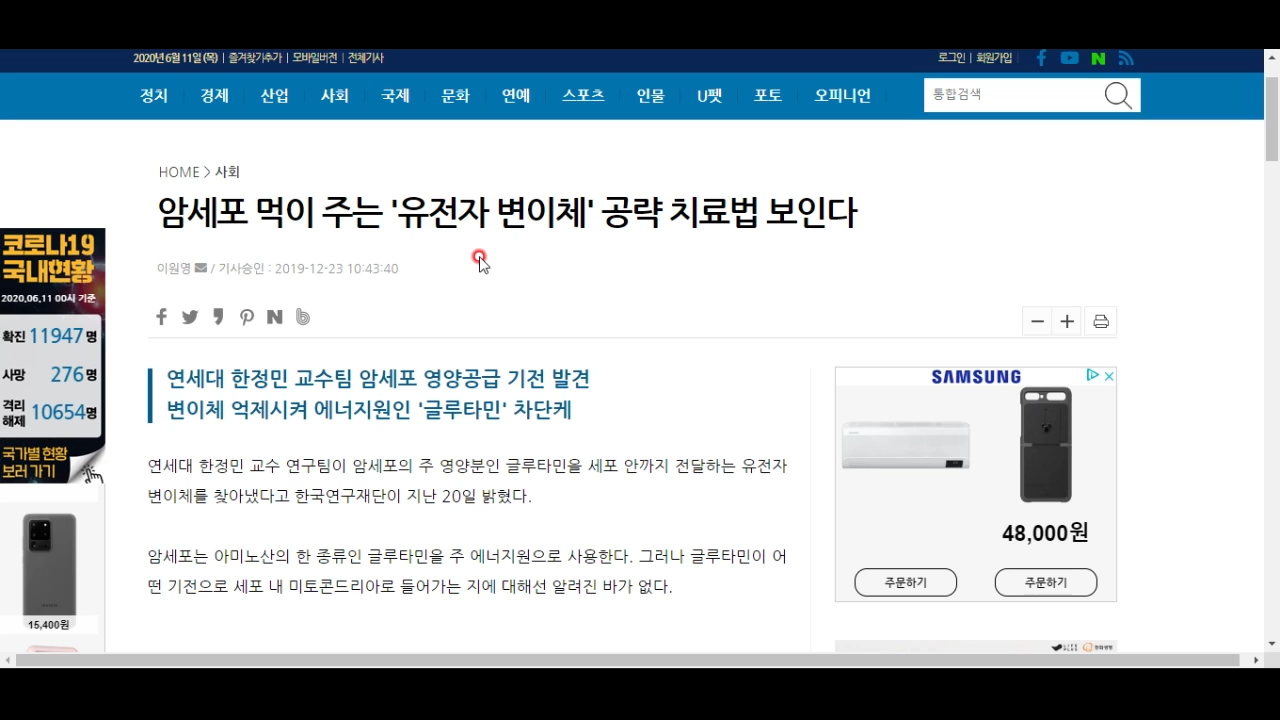 2020년 6월 11일 (목) | 즐겨찾기추가 | 모바일버전 | 전체기사
로그인 | 회원가입
정치 경제 산업 사회 국제 문화 연예 스포츠 인물 U펫 포토 오피니언
통합검색
HOME > 사회
암세포 먹이 주는 '유전자 변이체' 공략 치료법 보인다
이원영 / 기사승인 : 2019-12-23 10:43:40
연세대 한정민 교수팀 암세포 영양공급 기전 발견
변이체 억제시켜 에너지원인 '글루타민' 차단케
연세대 한정민 교수 연구팀이 암세포의 주 영양분인 글루타민을 세포 안까지 전달하는 유전자
변이체를 찾아냈다고 한국연구재단이 지난 20일 밝혔다.
암세포는 아미노산의 한 종류인 글루타민을 주 에너지원으로 사용한다. 그러나 글루타민이 어
떤 기전으로 세포 내 미토콘드리아로 들어가는 지에 대해선 알려진 바가 없다.
코로나19
국내현황
2020.06.11 00시 기준
확진 11947명
사망 276명
격리
해제 10654명
국가별 현황
보러 가기
15,400원
SAMSUNG
48,000원
주문하기 주문하기